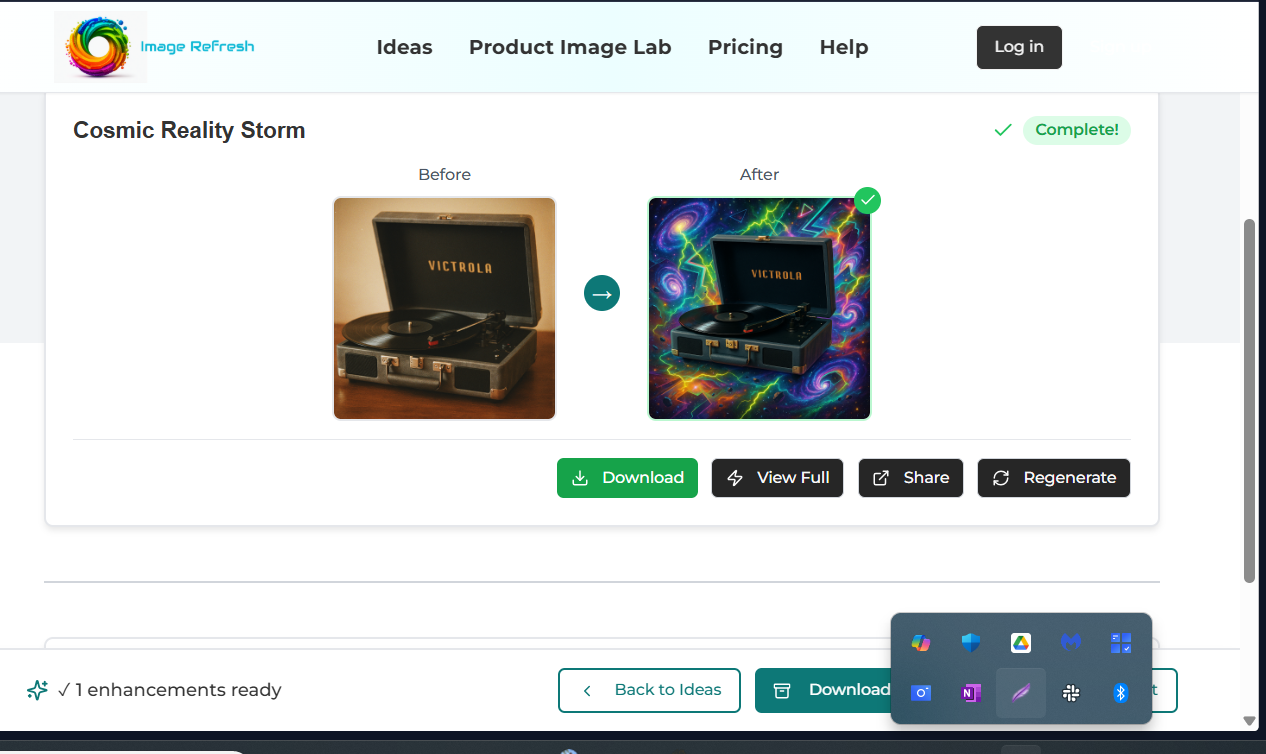 Image Refresh
Ideas
Product Image Lab
Pricing
Help
Log in
Cosmic Reality Storm
Complete!
Before
After
VICTROLA
VICTROLA
Download
View Full
Share
Regenerate
✓ 1 enhancements ready
Back to Ideas
Download
t
N